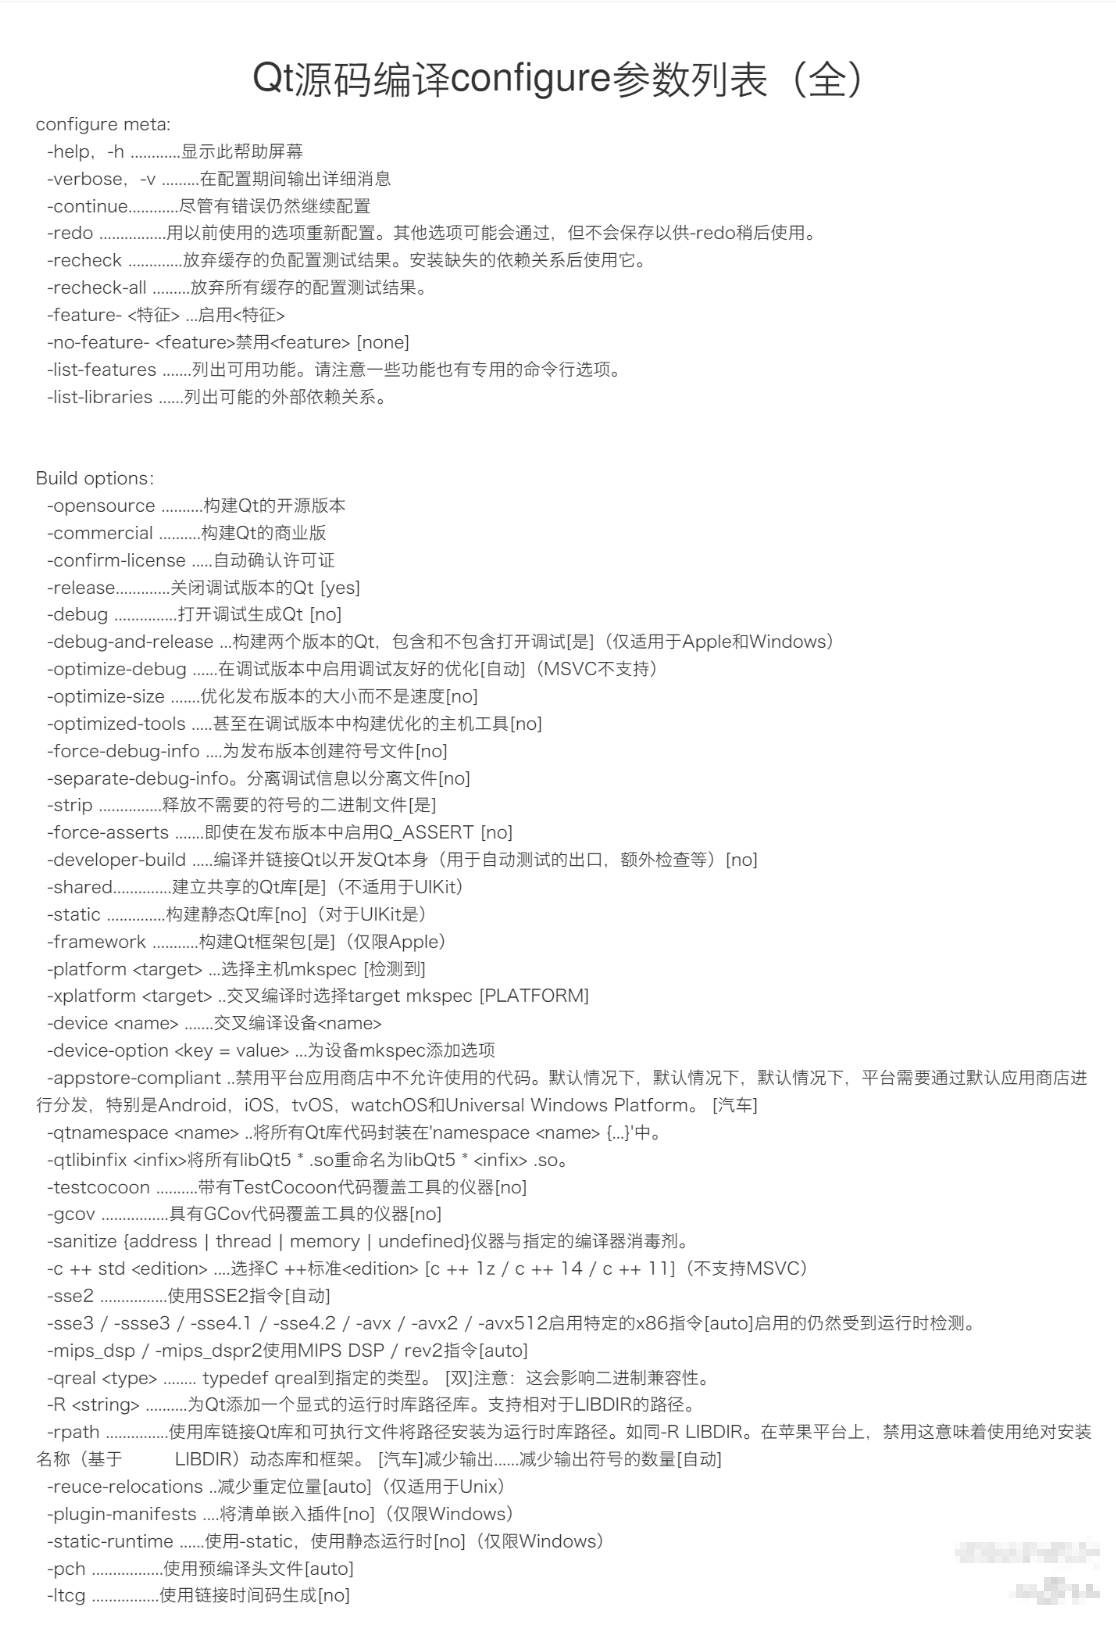 Qt源码编译configure参数列表（全）
configure meta:
-help，-h ............显示此帮助屏幕
-verbose，-v .........在配置期间输出详细消息
-continue............尽管有错误仍然继续配置
-redo ................用以前使用的选项重新配置。其他选项可能会通过，但不会保存以供-redo稍后使用。
-recheck .............放弃缓存的负配置测试结果。安装缺失的依赖关系后使用它。
-recheck-all .........放弃所有缓存的配置测试结果。
-feature- <特征> ...启用<特征>
-no-feature- <feature>禁用<feature> [none]
-list-features .......列出可用功能。请注意一些功能也有专用的命令行选项。
-list-libraries ......列出可能的外部依赖关系。
Build options:
-opensource ..........构建Qt的开源版本
-commercial ..........构建Qt的商业版
-confirm-license .....自动确认许可证
-release.............关闭调试版本的Qt [yes]
-debug ...............打开调试生成Qt [no]
-debug-and-release ...构建两个版本的Qt，包含和不包含打开调试[是]（仅适用于Apple和Windows）
-optimize-debug ......在调试版本中启用调试友好的优化[自动]（MSVC不支持）
-optimize-size .......优化发布版本的大小而不是速度[no]
-optimized-tools .....甚至在调试版本中构建优化的主机工具[no]
-force-debug-info ....为发布版本创建符号文件[no]
-separate-debug-info。分离调试信息以分离文件[no]
-strip ...............释放不需要的符号的二进制文件[是]
-force-asserts .......即使在发布版本中启用Q_ASSERT [no]
-developer-build .....编译并链接Qt以开发Qt本身（用于自动测试的出口，额外检查等）[no]
-shared..............建立共享的Qt库[是]（不适用于UIKit）
-static ..............构建静态Qt库[no]（对于UIKit是）
-framework ...........构建Qt框架包[是]（仅限Apple）
-platform <target> ...选择主机mkspec [检测到]
-xplatform <target> ..交叉编译时选择target mkspec [PLATFORM]
-device <name> .......交叉编译设备<name>
-device-option <key = value> ...为设备mkspec添加选项
-appstore-compliant ..禁用平台应用商店中不允许使用的代码。默认情况下，默认情况下，默认情况下，平台需要通过默认应用商店进
行分发，特别是Android，iOS，tvOS，watchOS和Universal Windows Platform。 [汽车]
-qtnamespace <name> ..将所有Qt库代码封装在'namespace <name> {...}'中。
-qtlibinfix <infix>将所有libQt5 * .so重命名为libQt5 * <infix> .so。
-testcocoon ..........带有TestCocoon代码覆盖工具的仪器[no]
-gcov ................具有GCov代码覆盖工具的仪器[no]
-sanitize {address | thread | memory | undefined}仪器与指定的编译器消毒剂。
-c ++ std <edition> ....选择C ++标准<edition> [c ++ 1z / c ++ 14 / c ++ 11]（不支持MSVC）
-sse2 ................使用SSE2指令[自动]
-sse3 / -ssse3 / -sse4.1 / -sse4.2 / -avx / -avx2 / -avx512启用特定的x86指令[auto]启用的仍然受到运行时检测。
-mips_dsp / -mips_dspr2使用MIPS DSP / rev2指令[auto]
-qreal <type> ........ typedef qreal到指定的类型。 [双]注意：这会影响二进制兼容性。
-R <string> ..........为Qt添加一个显式的运行时库路径库。支持相对于LIBDIR的路径。
-rpath ...............使用库链接Qt库和可执行文件将路径安装为运行时库路径。如同-R LIBDIR。在苹果平台上，禁用这意味着使用绝对安装
名称（基于 LIBDIR）动态库和框架。 [汽车]减少输出......减少输出符号的数量[自动]
-reuce-relocations ..减少重定位量[auto]（仅适用于Unix）
-plugin-manifests ....将清单嵌入插件[no]（仅限Windows）
-static-runtime ......使用-static，使用静态运行时[no]（仅限Windows）
-pch .................使用预编译头文件[auto]
-ltcg ................使用链接时间码生成[no]